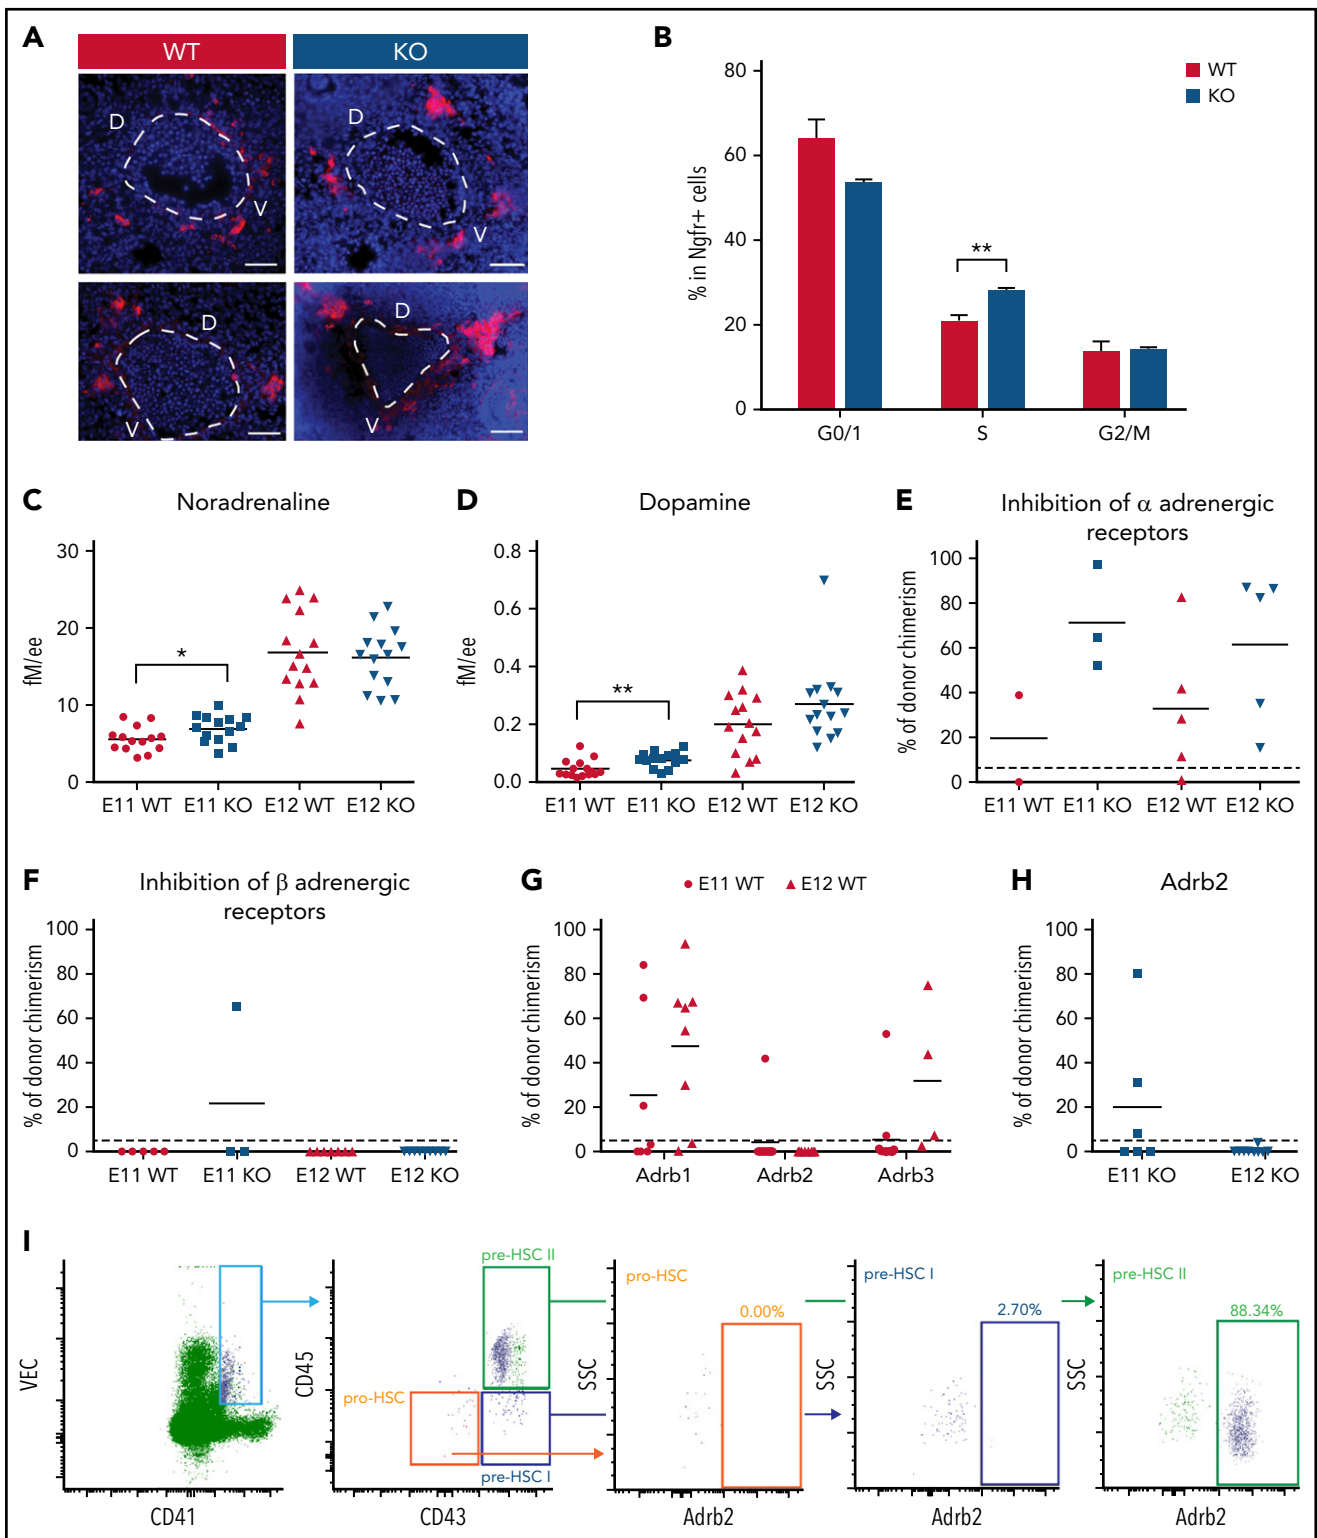 A
WT
KO
D
V
D
V
D
V
D
V
B
% in Ngfr+ cells
80
60
40
20
0
**
G0/1
S
G2/M
WT
KO
C
Noradrenaline
fM/ee
30
20
10
0
*
E11 WT
E11 KO
E12 WT
E12 KO
D
Dopamine
fM/ee
0.8
0.6
0.4
0.2
0.0
**
E11 WT
E11 KO
E12 WT
E12 KO
E
Inhibition of α adrenergic
receptors
% of donor chimerism
100
80
60
40
20
0
E11 WT
E11 KO
E12 WT
E12 KO
F
Inhibition of β adrenergic
receptors
% of donor chimerism
100
80
60
40
20
0
E11 WT
E11 KO
E12 WT
E12 KO
G
E11 WT
E12 WT
% of donor chimerism
100
80
60
40
20
0
Adrb1
Adrb2
Adrb3
H
Adrb2
% of donor chimerism
100
80
60
40
20
0
E11 KO
E12 KO
I
VEC
CD41
CD45
pre-HSC II
pro-HSC
pre-HSC I
CD43
SSC
pro-HSC
0.00%
Adrb2
SSC
pre-HSC I
2.70%
Adrb2
SSC
pre-HSC II
88.34%
Adrb2